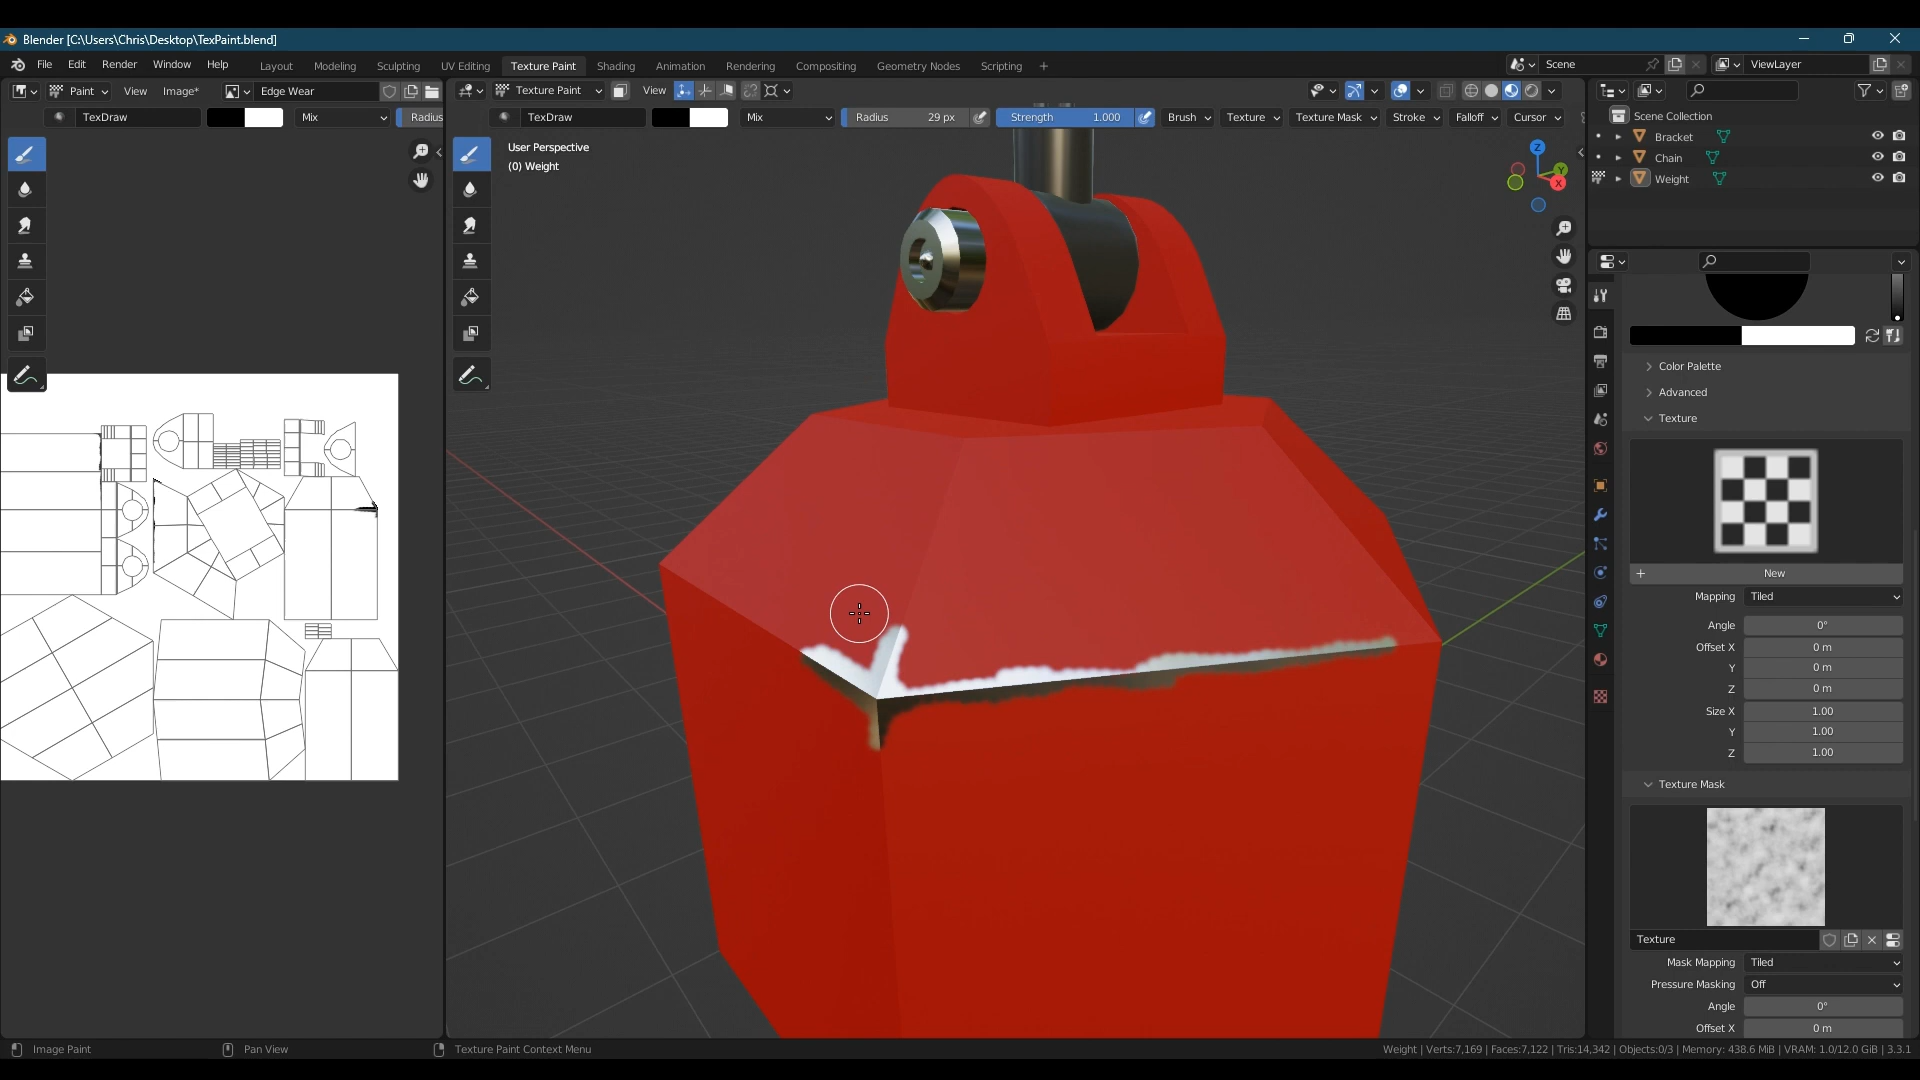 Blender [C:\Users\Chris\Desktop\TexPaint.blend]
File Edit Render Window Help Layout Modeling Sculpting UV Editing Texture Paint Shading Animation Rendering Compositing Geometry Nodes Scripting + Scene ViewLayer
Paint View Image* Edge Wear Texture Paint View
TexDraw Mix Radius TexDraw Mix Radius 29 px Strength 1.000 Brush Texture Texture Mask Stroke Falloff Cursor
User Perspective
(0) Weight
Z
Y
X
Scene Collection
Bracket
Chain
Weight
Color Palette
Advanced
Texture
+ New
Mapping Tiled
Angle 0°
Offset X 0 m
Y 0 m
Z 0 m
Size X 1.00
Y 1.00
Z 1.00
Texture Mask
Texture
Mask Mapping Tiled
Pressure Masking Off
Angle 0°
Offset X 0 m
Image Paint Pan View Texture Paint Context Menu Weight | Verts:7,169 | Faces:7,122 | Tris:14,342 | Objects:0/3 | Memory: 438.6 MiB | VRAM: 1.0/12.0 GiB | 3.3.1